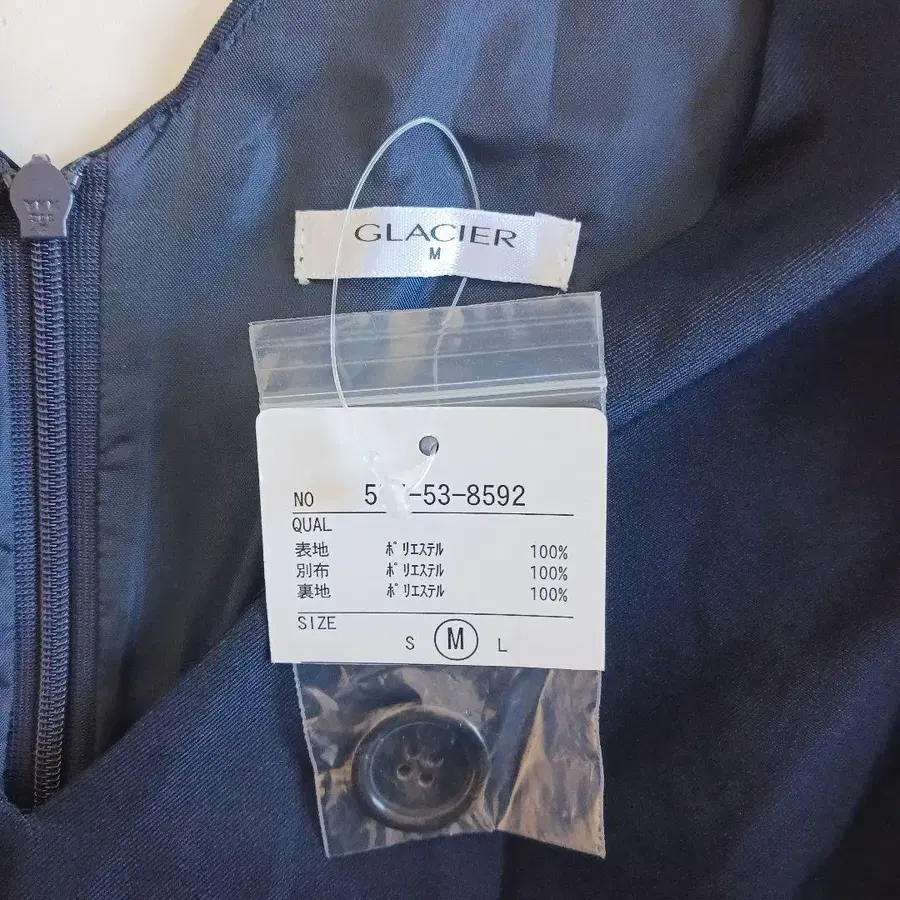 GLACIER
M
NO -53-8592
QUAL
表地 ﾎﾟﾘｴｽﾃﾙ 100%
別布 ﾎﾟﾘｴｽﾃﾙ 100%
裏地 ﾎﾟﾘｴｽﾃﾙ 100%
SIZE
S M L